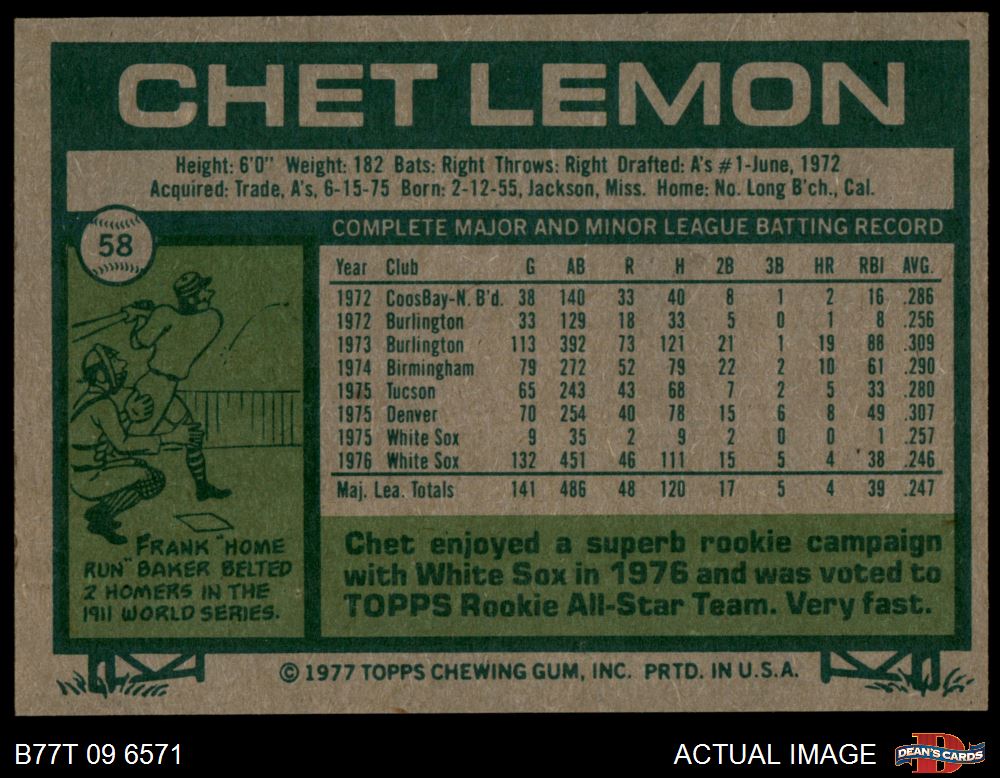 CHET LEMON
Height: 6'0" Weight: 182 Bats: Right Throws: Right Drafted: A's #1-June, 1972
Acquired: Trade, A's, 6-15-75 Born: 2-12-55, Jackson, Miss. Home: No. Long B'ch., Cal.
58
COMPLETE MAJOR AND MINOR LEAGUE BATTING RECORD
Year Club G AB R H 2B 3B HR RBI AVG.
1972 CoosBay-N. B'd. 38 140 33 40 8 1 2 16 .286
1972 Burlington 33 129 18 33 5 0 1 8 .256
1973 Burlington 113 392 73 121 21 1 19 88 .309
1974 Birmingham 79 272 52 79 22 2 10 61 .290
1975 Tucson 65 243 43 68 7 2 5 33 .280
1975 Denver 70 254 40 78 15 6 8 49 .307
1975 White Sox 9 35 2 9 2 0 0 1 .257
1976 White Sox 132 451 46 111 15 5 4 38 .246
Maj. Lea. Totals 141 486 48 120 17 5 4 39 .247
FRANK "HOME
RUN" BAKER BELTED
2 HOMERS IN THE
1911 WORLD SERIES.
Chet enjoyed a superb rookie campaign
with White Sox in 1976 and was voted to
TOPPS Rookie All-Star Team. Very fast.
© 1977 TOPPS CHEWING GUM, INC. PRTD. IN U.S.A.
B77T 09 6571
ACTUAL IMAGE
DEAN'S CARDS